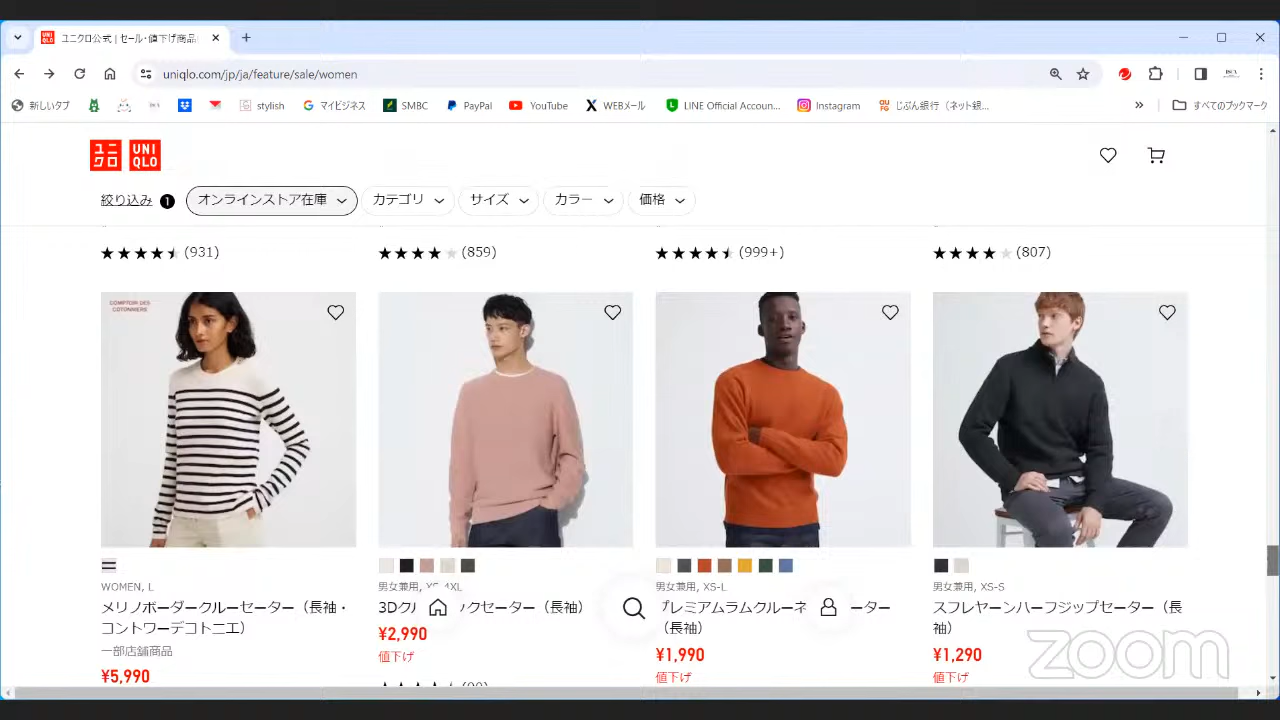 ユニクロ公式 | セール・値下げ商品
uniqlo.com/jp/ja/feature/sale/women
新しいタブ stylish マイビジネス SMBC PayPal YouTube WEBメール LINE Official Accoun... Instagram じぶん銀行（ネット銀... » すべてのブックマーク
ユニクロ UNIQLO
絞り込み 1 オンラインストア在庫 カテゴリ サイズ カラー 価格
★★★★★ (931) ★★★★★ (859) ★★★★★ (999+) ★★★★★ (807)
COMPTOIR DES
COTONNIERS
WOMEN, L
メリノボーダークルーセーター（長袖・
コントワーデコトニエ）
一部店舗商品
¥5,990
男女兼用, XS-4XL
3Dク ックセーター（長袖）
¥2,990
値下げ
男女兼用, XS-L
プレミアムラムクルーネ ーター
（長袖）
¥1,990
値下げ
男女兼用, XS-S
スフレヤーンハーフジップセーター（長
袖）
¥1,290
値下げ
zoom